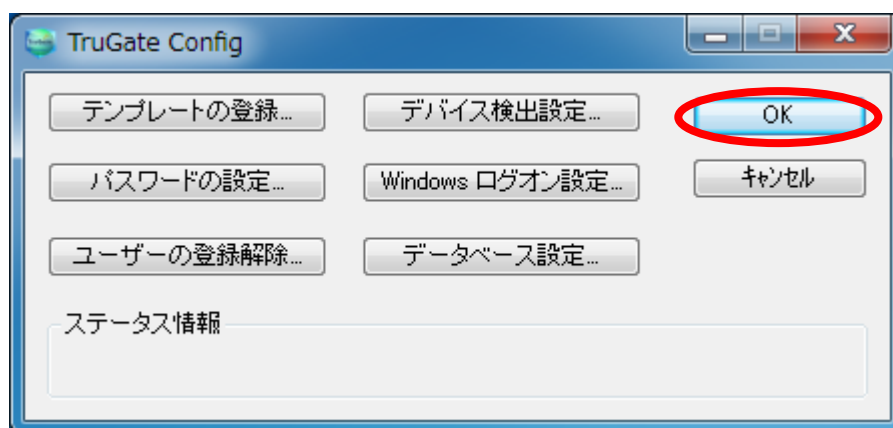 TruGate Config
テンプレートの登録...
デバイス検出設定...
OK
パスワードの設定...
Windows ログオン設定...
キャンセル
ユーザーの登録解除...
データベース設定...
ステータス情報